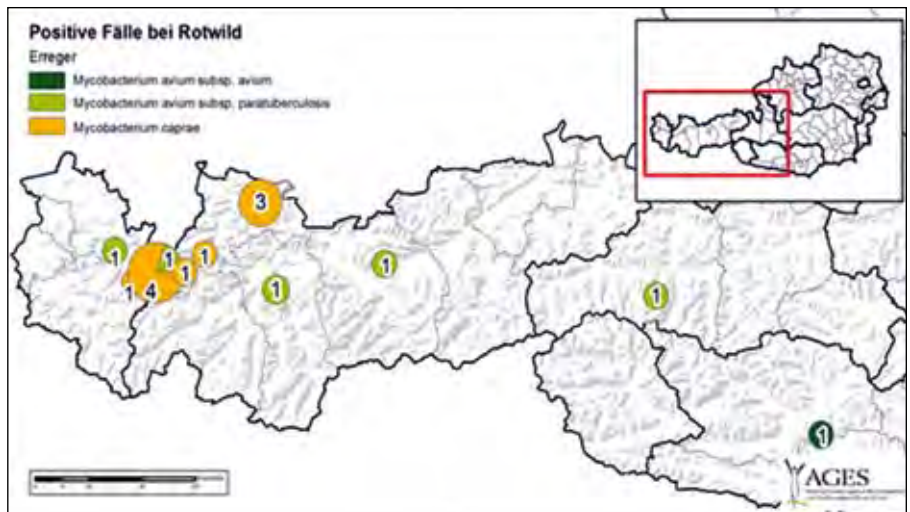 Positive Fälle bei Rotwild
Erreger
Mycobacterium avium subsp. avium
Mycobacterium avium subsp. paratuberculosis
Mycobacterium caprae
3
1
1
1
1
1
4
1
1
1
1
AGES